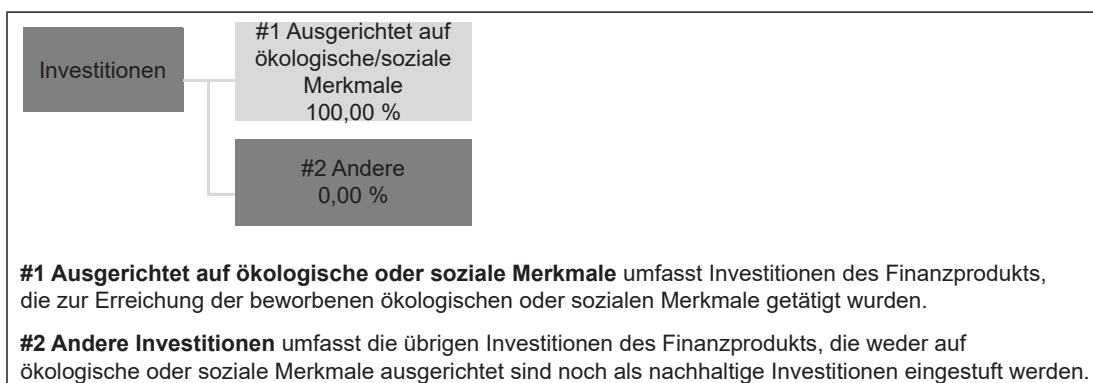 Investitionen
#1 Ausgerichtet auf
ökologische/soziale
Merkmale
100,00 %
#2 Andere
0,00 %
#1 Ausgerichtet auf ökologische oder soziale Merkmale umfasst Investitionen des Finanzprodukts,
die zur Erreichung der beworbenen ökologischen oder sozialen Merkmale getätigt wurden.
#2 Andere Investitionen umfasst die übrigen Investitionen des Finanzprodukts, die weder auf
ökologische oder soziale Merkmale ausgerichtet sind noch als nachhaltige Investitionen eingestuft werden.